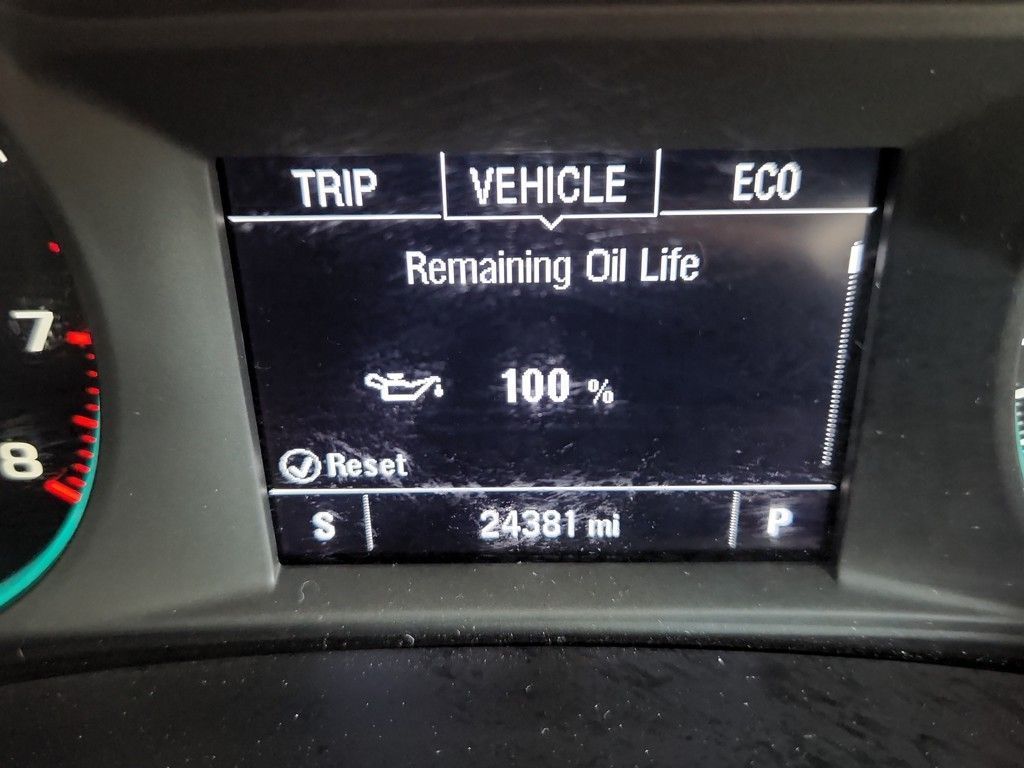 TRIP VEHICLE ECO
Remaining Oil Life
100 %
Reset
S 24381 mi P
7
8